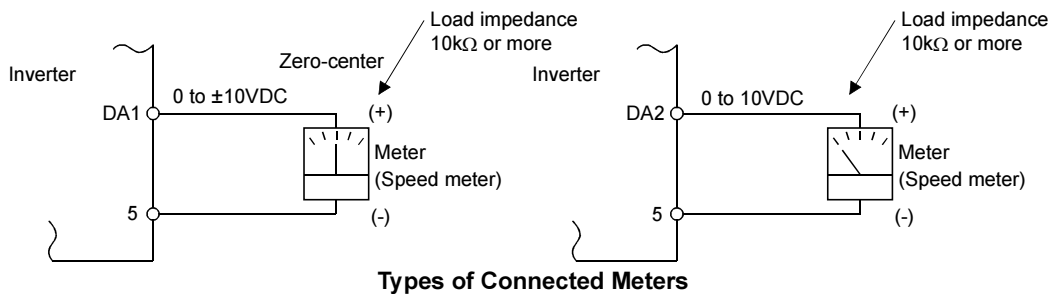 Load impedance
10kΩ or more
Zero-center
Inverter
0 to ±10VDC
DA1
(+)
Meter
(Speed meter)
5
(-)
Load impedance
10kΩ or more
Inverter
0 to 10VDC
DA2
(+)
Meter
(Speed meter)
5
(-)
Types of Connected Meters